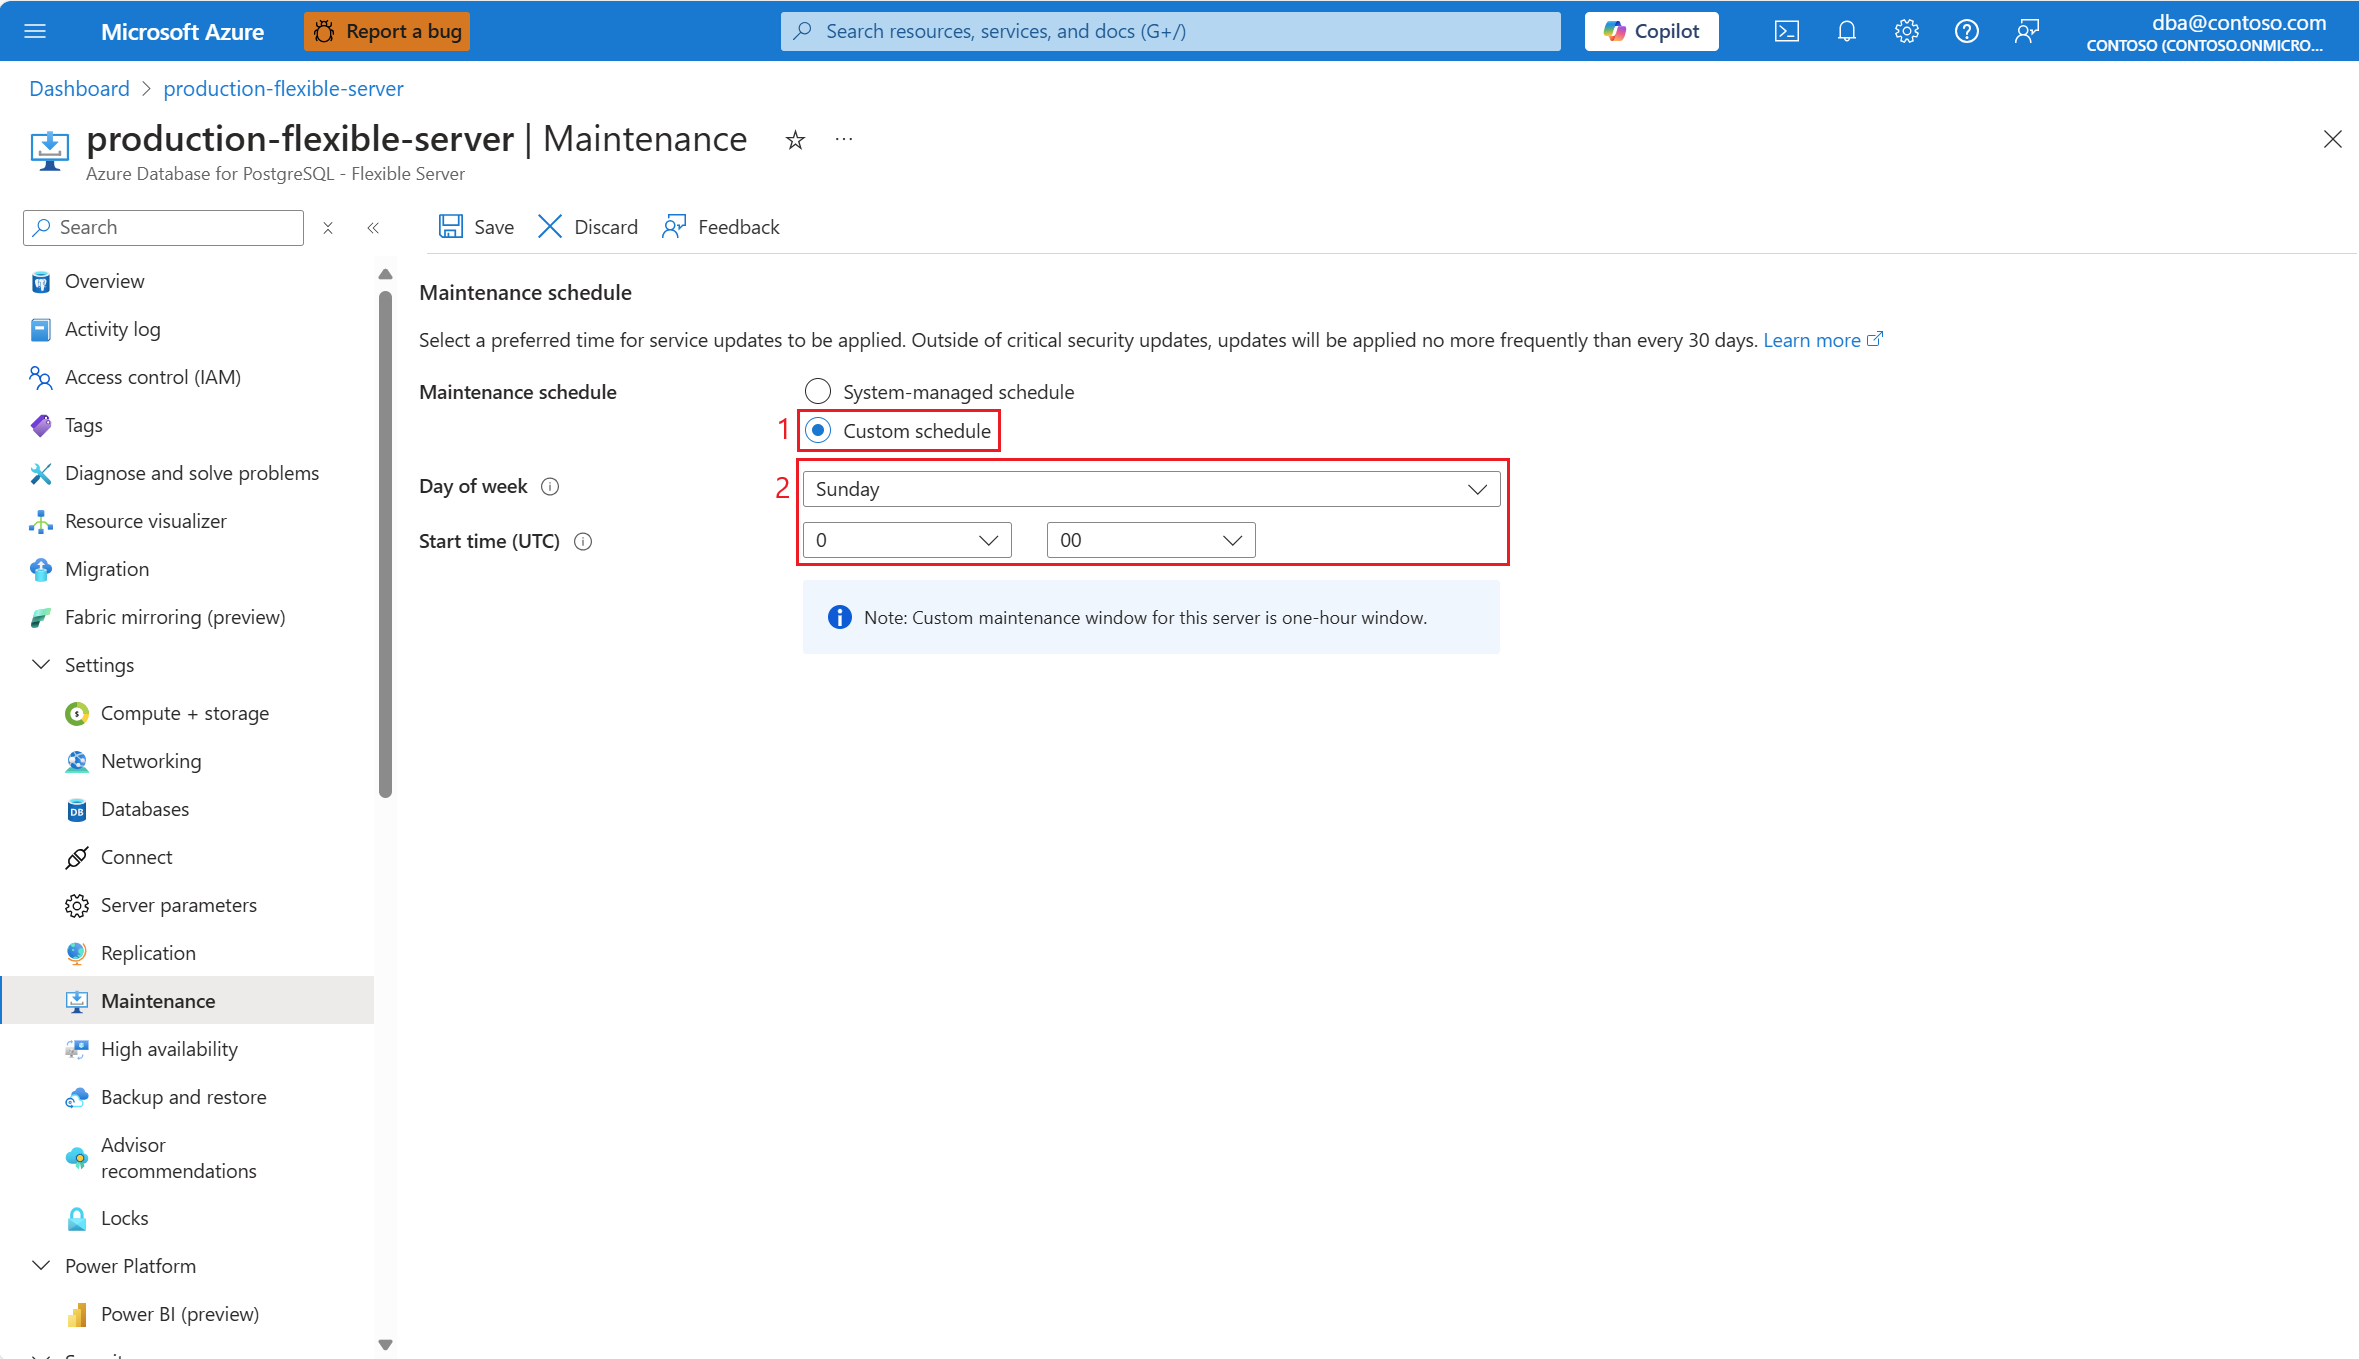 Microsoft Azure
Report a bug
Search resources, services, and docs (G+/)
Copilot
dba@contoso.com
CONTOSO (CONTOSO.ONMICRO...
Dashboard > production-flexible-server
production-flexible-server | Maintenance
Azure Database for PostgreSQL - Flexible Server
Search
Save
Discard
Feedback
Overview
Activity log
Access control (IAM)
Tags
Diagnose and solve problems
Resource visualizer
Migration
Fabric mirroring (preview)
Settings
Compute + storage
Networking
Databases
Connect
Server parameters
Replication
Maintenance
High availability
Backup and restore
Advisor
recommendations
Locks
Power Platform
Power BI (preview)
Maintenance schedule
Select a preferred time for service updates to be applied. Outside of critical security updates, updates will be applied no more frequently than every 30 days. Learn more
Maintenance schedule
System-managed schedule
1 Custom schedule
Day of week
2 Sunday
Start time (UTC)
0
00
Note: Custom maintenance window for this server is one-hour window.